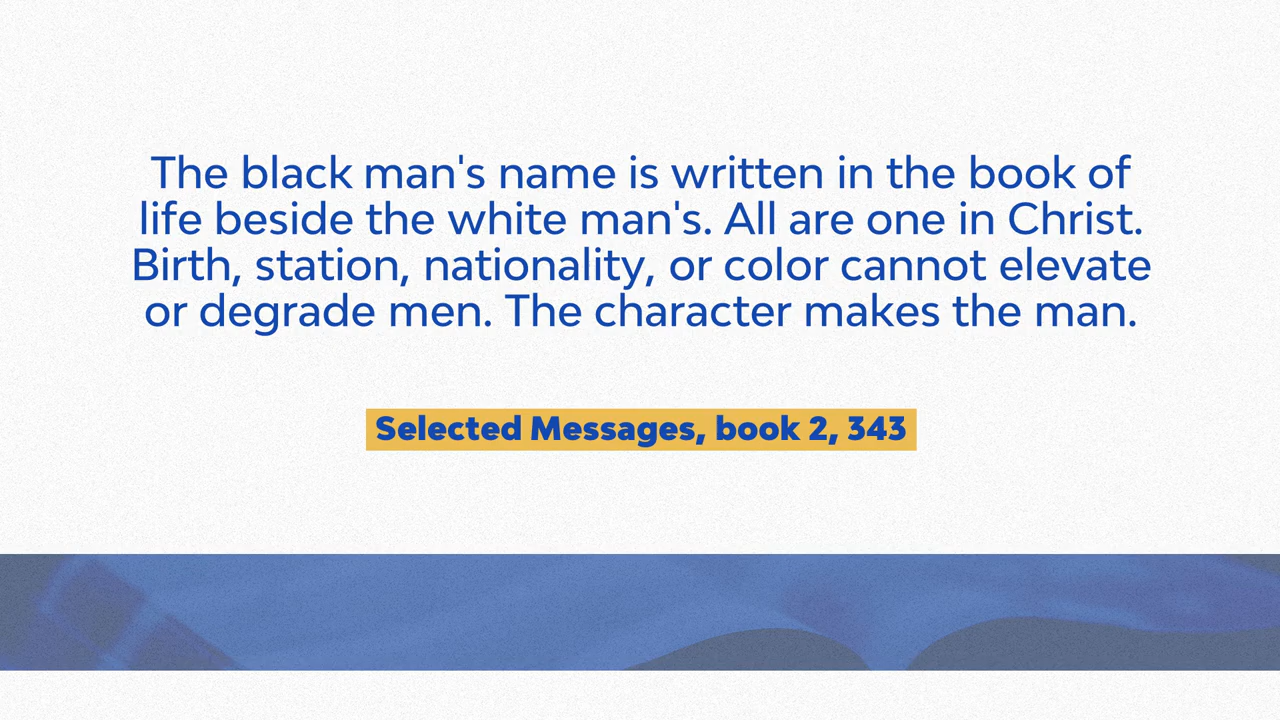 The black man's name is written in the book of
life beside the white man's. All are one in Christ.
Birth, station, nationality, or color cannot elevate
or degrade men. The character makes the man.
Selected Messages, book 2, 343